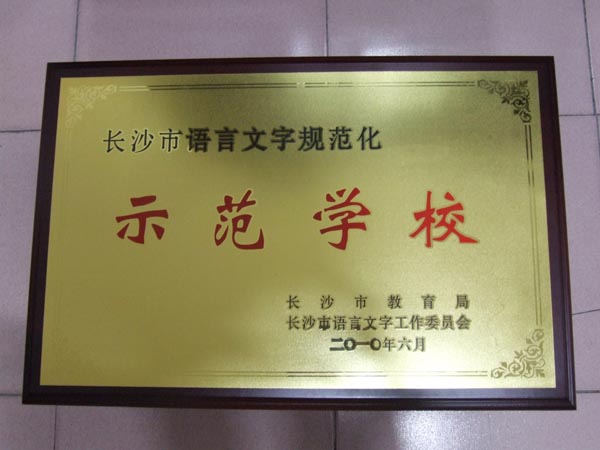 长沙市语言文字规范化
示范学校
长沙市教育局
长沙市语言文字工作委员会
二〇一〇年六月